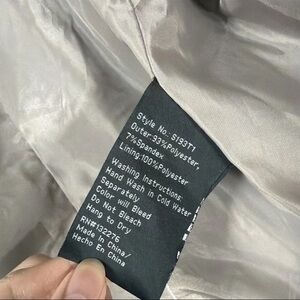 Style No: S193T1
Outer:93%Polyester,
7%Spandex
Lining:100%Polyester
Washing Instructions:
Hand Wash in Cold Water
Separately
Color will Bleed
Do Not Bleach
Hang to Dry
RN#132276
Made In China/
Hecho En China